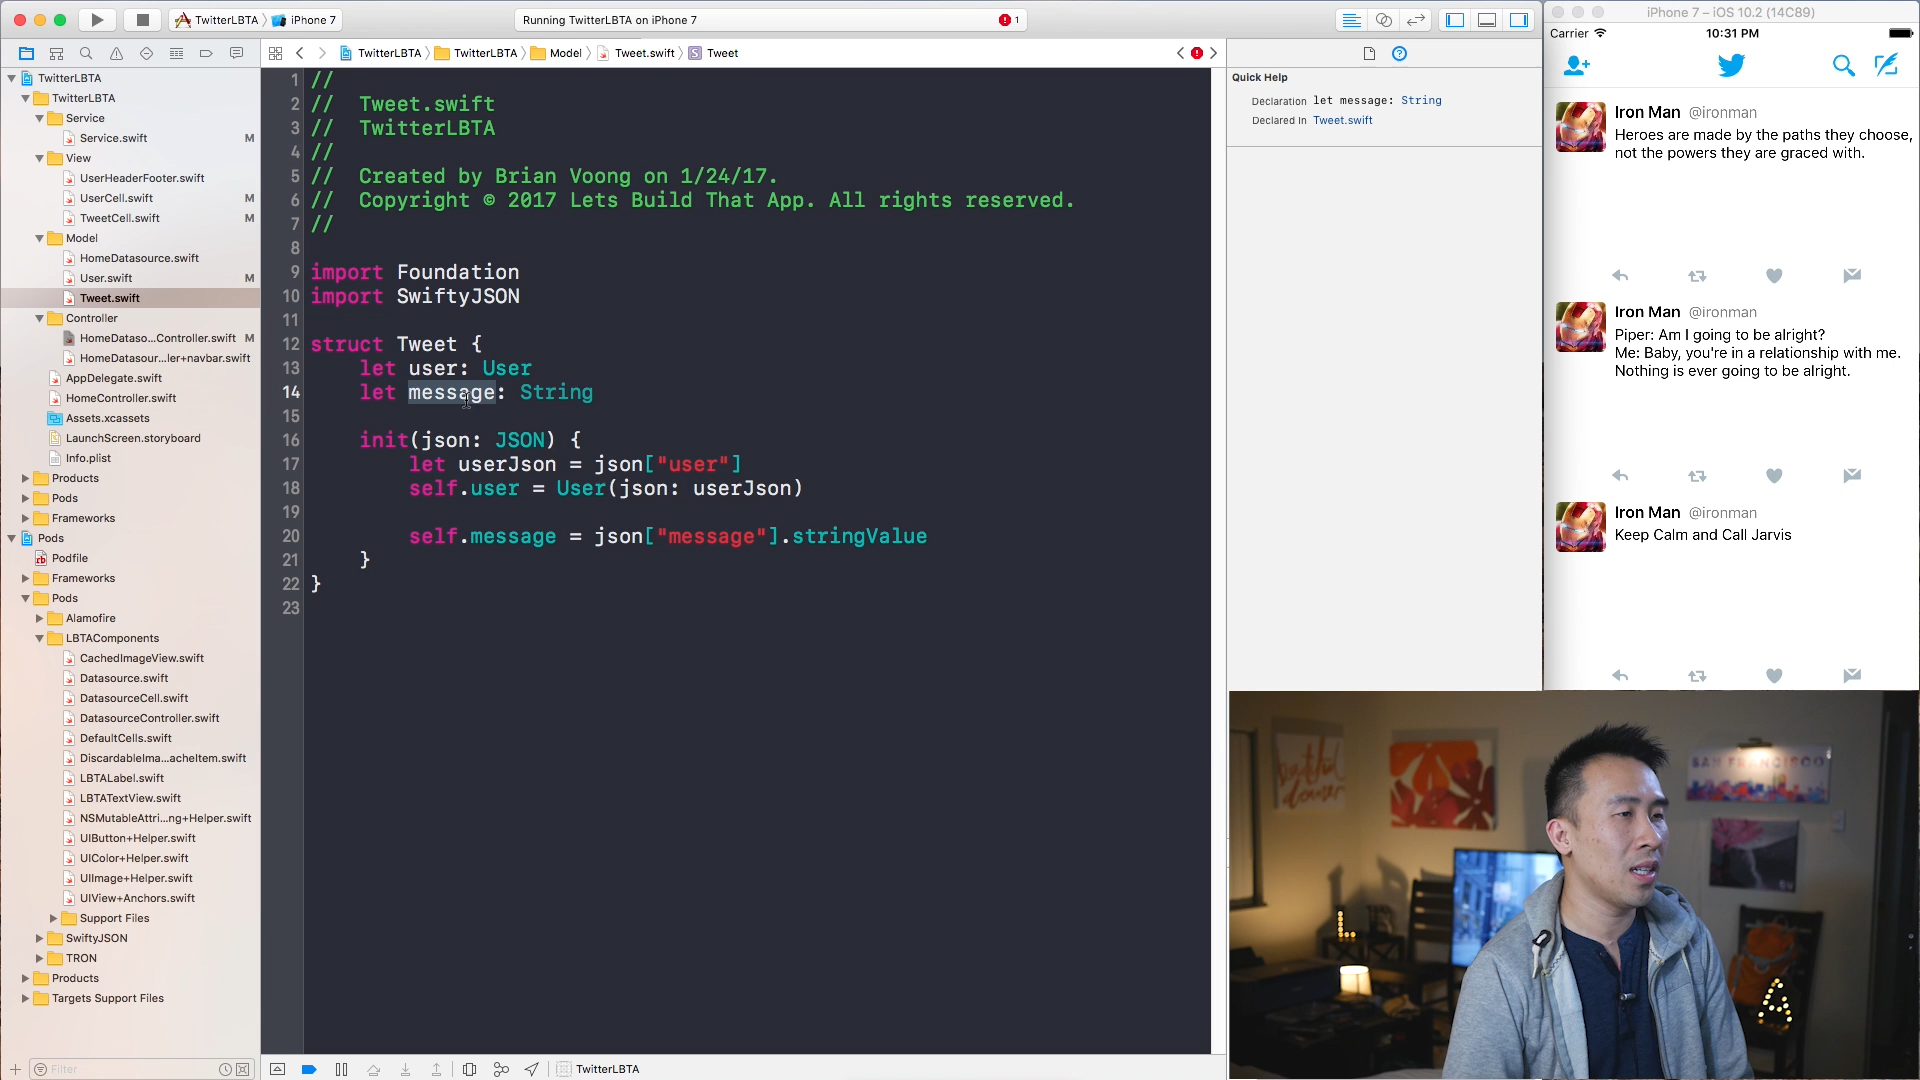 TwitterLBTA
iPhone 7
Running TwitterLBTA on iPhone 7
1
iPhone 7 – iOS 10.2 (14C89)
TwitterLBTA
TwitterLBTA
Model
Tweet.swift
Tweet
TwitterLBTA
TwitterLBTA
Service
Service.swift M
View
UserHeaderFooter.swift
UserCell.swift M
TweetCell.swift M
Model
HomeDatasource.swift
User.swift M
Tweet.swift
Controller
HomeDataso...Controller.swift M
HomeDatasour...ler+navbar.swift
AppDelegate.swift
HomeController.swift
Assets.xcassets
LaunchScreen.storyboard
Info.plist
Products
Pods
Frameworks
Pods
rb
Podfile
Frameworks
Pods
Alamofire
LBTAComponents
CachedImageView.swift
Datasource.swift
DatasourceCell.swift
DatasourceController.swift
DefaultCells.swift
DiscardableIma...acheItem.swift
LBTALabel.swift
LBTATextView.swift
NSMutableAttri...ng+Helper.swift
UIButton+Helper.swift
UIColor+Helper.swift
UIImage+Helper.swift
UIView+Anchors.swift
Support Files
SwiftyJSON
TRON
Products
Targets Support Files
Filter
1 //
2 //  Tweet.swift
3 //  TwitterLBTA
4 //
5 //  Created by Brian Voong on 1/24/17.
6 //  Copyright © 2017 Lets Build That App. All rights reserved.
7 //
8
9 import Foundation
10 import SwiftyJSON
11
12 struct Tweet {
13     let user: User
14     let message: String
15
16     init(json: JSON) {
17         let userJson = json["user"]
18         self.user = User(json: userJson)
19
20         self.message = json["message"].stringValue
21     }
22 }
23
TwitterLBTA
Quick Help
Declaration let message: String
Declared In Tweet.swift
Carrier
10:31 PM
Iron Man @ironman
Heroes are made by the paths they choose,
not the powers they are graced with.
Iron Man @ironman
Piper: Am I going to be alright?
Me: Baby, you're in a relationship with me.
Nothing is ever going to be alright.
Iron Man @ironman
Keep Calm and Call Jarvis
SAN FRANCISCO
L
A